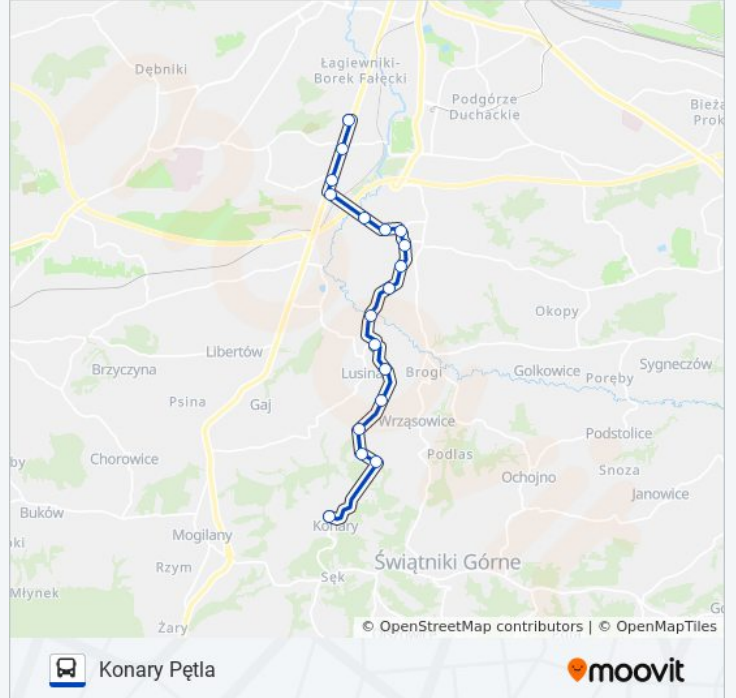 Dębniki
Łagiewniki-
Borek Fałęcki
Podgórze
Duchackie
Bieża
Prok
Okopy
Libertów
Brzyczyna
Lusina
Brogi
Golkowice
Sygneczów
Poręby
Psina
Gaj
Wrząsowice
Podstolice
Chorowice
Podlas
Snoza
by
Ochojno
Janowice
Buków
Mogilany
Konary
oki
Rzym
Świątniki Górne
Sęk
Młynek
Żary
© OpenStreetMap contributors | © OpenMapTiles
Konary Pętla
moovit